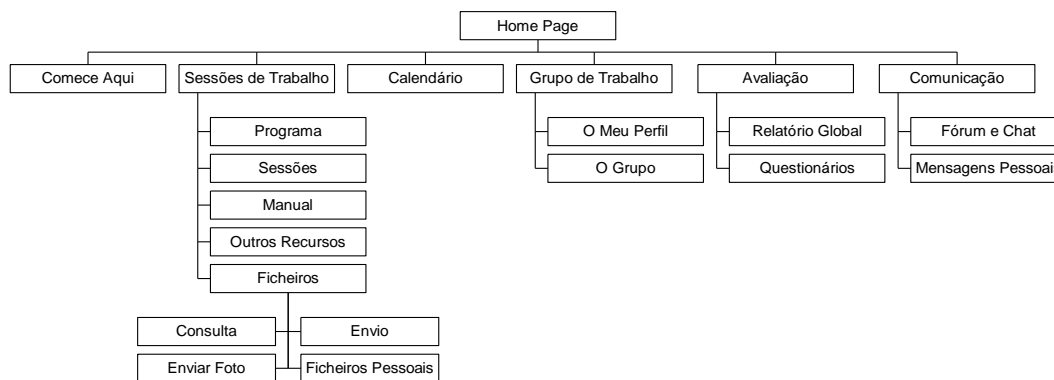 Home Page
Comece Aqui
Sessões de Trabalho
Calendário
Grupo de Trabalho
Avaliação
Comunicação
Programa
Sessões
Manual
Outros Recursos
Ficheiros
Consulta
Envio
Enviar Foto
Ficheiros Pessoais
O Meu Perfil
O Grupo
Relatório Global
Questionários
Fórum e Chat
Mensagens Pessoais